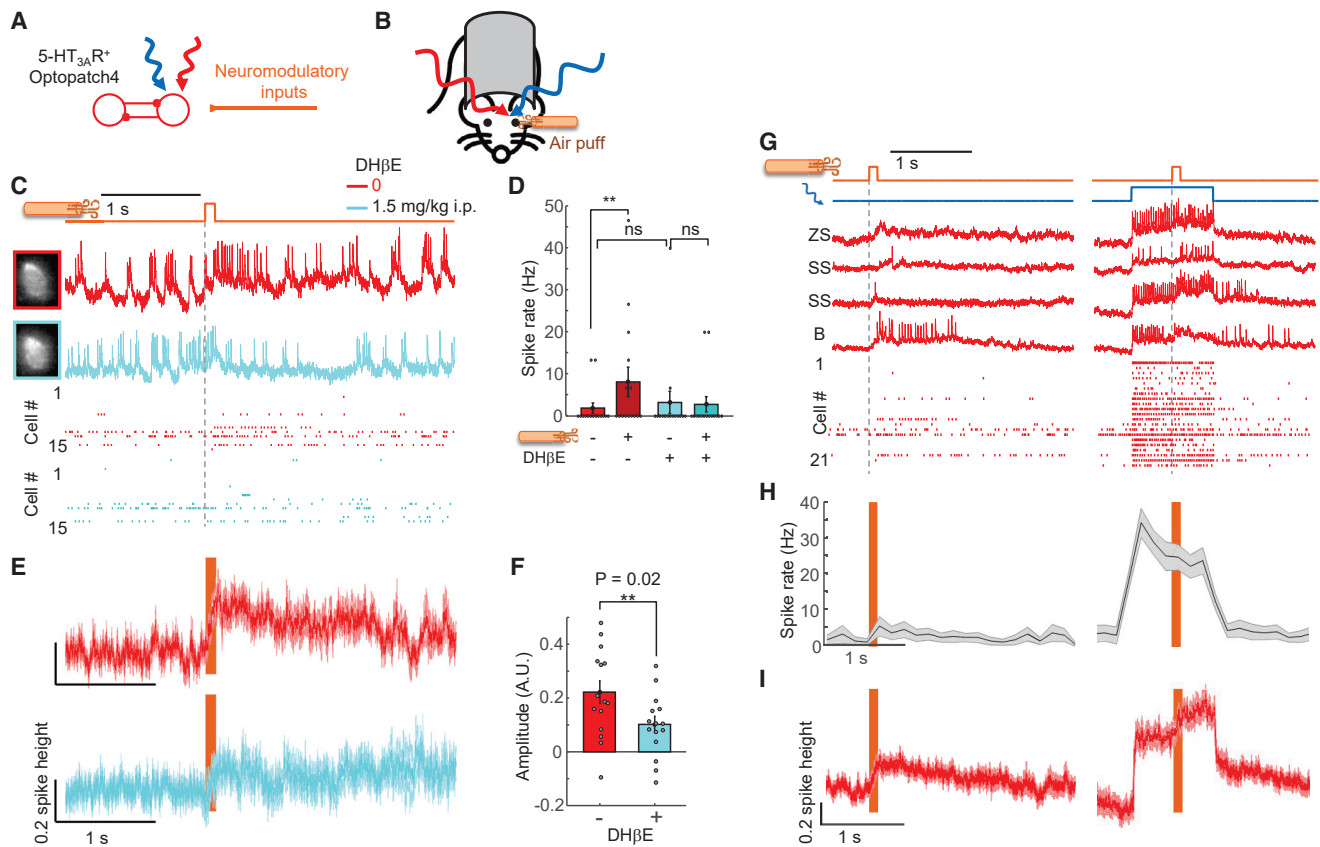 A
5-HT3AR+
Optopatch4
Neuromodulatory
inputs
B
Air puff
C
DHβE
0
1.5 mg/kg i.p.
1 s
1
Cell #
15
1
Cell #
15
D
Spike rate (Hz)
50
40
30
20
10
0
**
ns
ns
- + - +
DHβE - - + +
E
0.2 spike height
1 s
F
P = 0.02
**
Amplitude (A.U.)
0.4
0.2
0
-0.2
- +
DHβE
G
1 s
ZS
SS
SS
B
1
Cell #
21
H
Spike rate (Hz)
40
30
20
10
0
1 s
I
0.2 spike height
1 s